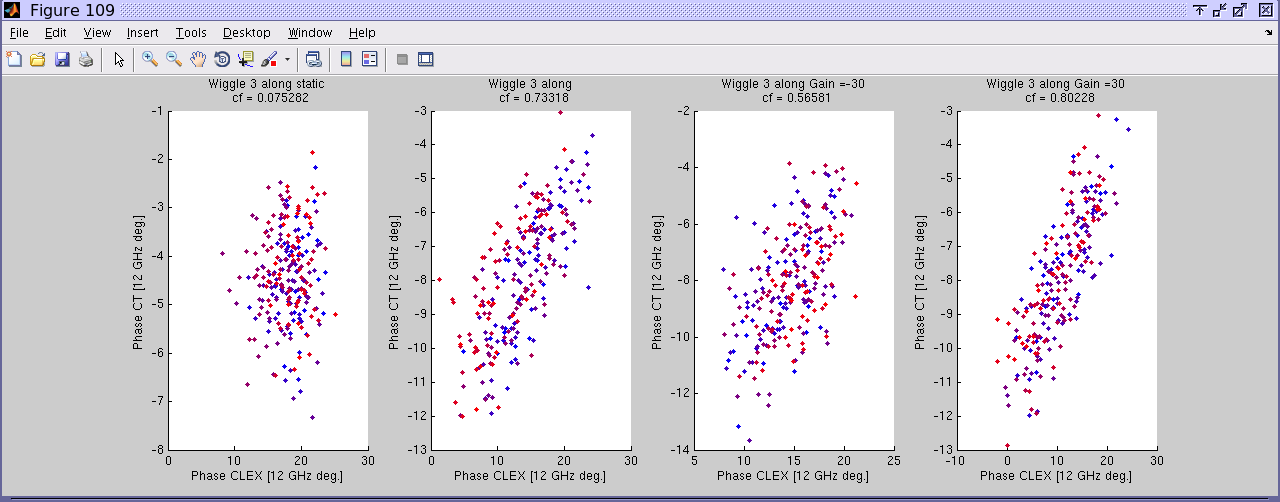 Figure 109
File Edit View Insert Tools Desktop Window Help
Wiggle 3 along static
cf = 0.075282
-1
-2
-3
-4
-5
-6
-7
-8
0 10 20 30
Phase CT [12 GHz deg.]
Phase CLEX [12 GHz deg.]
Wiggle 3 along
cf = 0.73318
-3
-4
-5
-6
-7
-8
-9
-10
-11
-12
-13
0 10 20 30
Phase CT [12 GHz deg.]
Phase CLEX [12 GHz deg.]
Wiggle 3 along Gain =-30
cf = 0.56581
-2
-4
-6
-8
-10
-12
-14
5 10 15 20 25
Phase CT [12 GHz deg.]
Phase CLEX [12 GHz deg.]
Wiggle 3 along Gain =30
cf = 0.80228
-3
-4
-5
-6
-7
-8
-9
-10
-11
-12
-13
-10 0 10 20 30
Phase CT [12 GHz deg.]
Phase CLEX [12 GHz deg.]